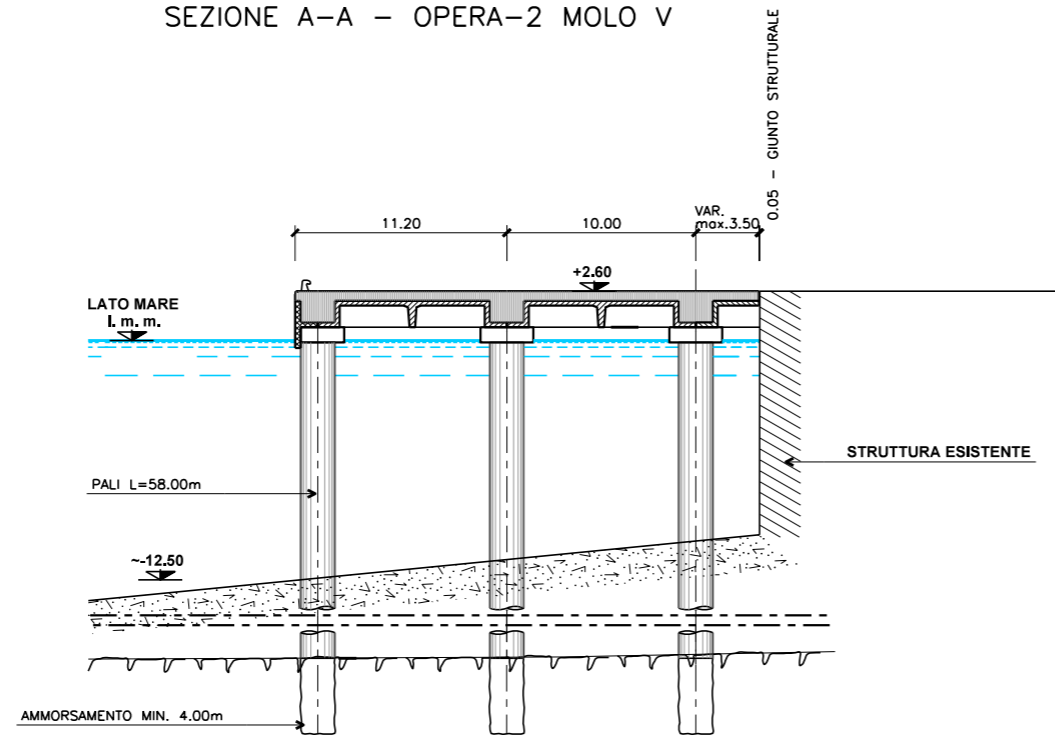 SEZIONE A-A - OPERA-2 MOLO V
0.05 - GIUNTO STRUTTURALE
11.20
10.00
VAR.
max.3.50
+2.60
LATO MARE
l. m. m.
STRUTTURA ESISTENTE
PALI L=58.00m
~-12.50
AMMORSAMENTO MIN. 4.00m